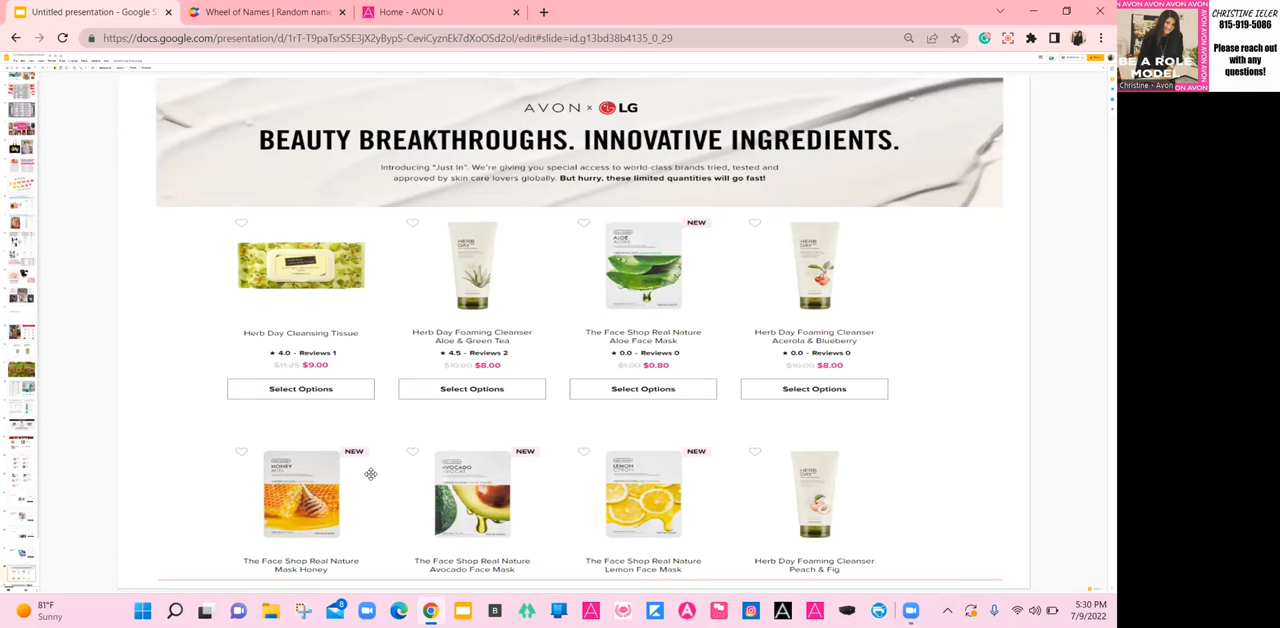 Untitled presentation - Google S
Wheel of Names | Random name
Home - AVON U
https://docs.google.com/presentation/d/1rT-T9paTsrS5E3JX2yBypS-CeviCyzrEk7dXoOSd2cl/edit#slide=id.g13bd38b4135_0_29
CHRISTINE IELER
815-919-5086
Please reach out
with any
questions!
BE A ROLE
MODEL
Christine - Avon
AVON × LG
BEAUTY BREAKTHROUGHS. INNOVATIVE INGREDIENTS.
Introducing "Just In". We're giving you special access to world-class brands tried, tested and
approved by skin care lovers globally. But hurry, these limited quantities will go fast!
NEW
HERB
DAY
ALOE
HERB
DAY
Herb Day Cleansing Tissue
Herb Day Foaming Cleanser
Aloe & Green Tea
The Face Shop Real Nature
Aloe Face Mask
Herb Day Foaming Cleanser
Acerola & Blueberry
★ 4.0 - Reviews 1
★ 4.5 - Reviews 2
★ 0.0 - Reviews 0
★ 0.0 - Reviews 0
$11.25 $9.00
$10.00 $8.00
$1.00 $0.80
$10.00 $8.00
Select Options
Select Options
Select Options
Select Options
NEW
NEW
NEW
HONEY
AVOCADO
LEMON
HERB
DAY
The Face Shop Real Nature
Mask Honey
The Face Shop Real Nature
Avocado Face Mask
The Face Shop Real Nature
Lemon Face Mask
Herb Day Foaming Cleanser
Peach & Fig
81°F
Sunny
5:30 PM
7/9/2022